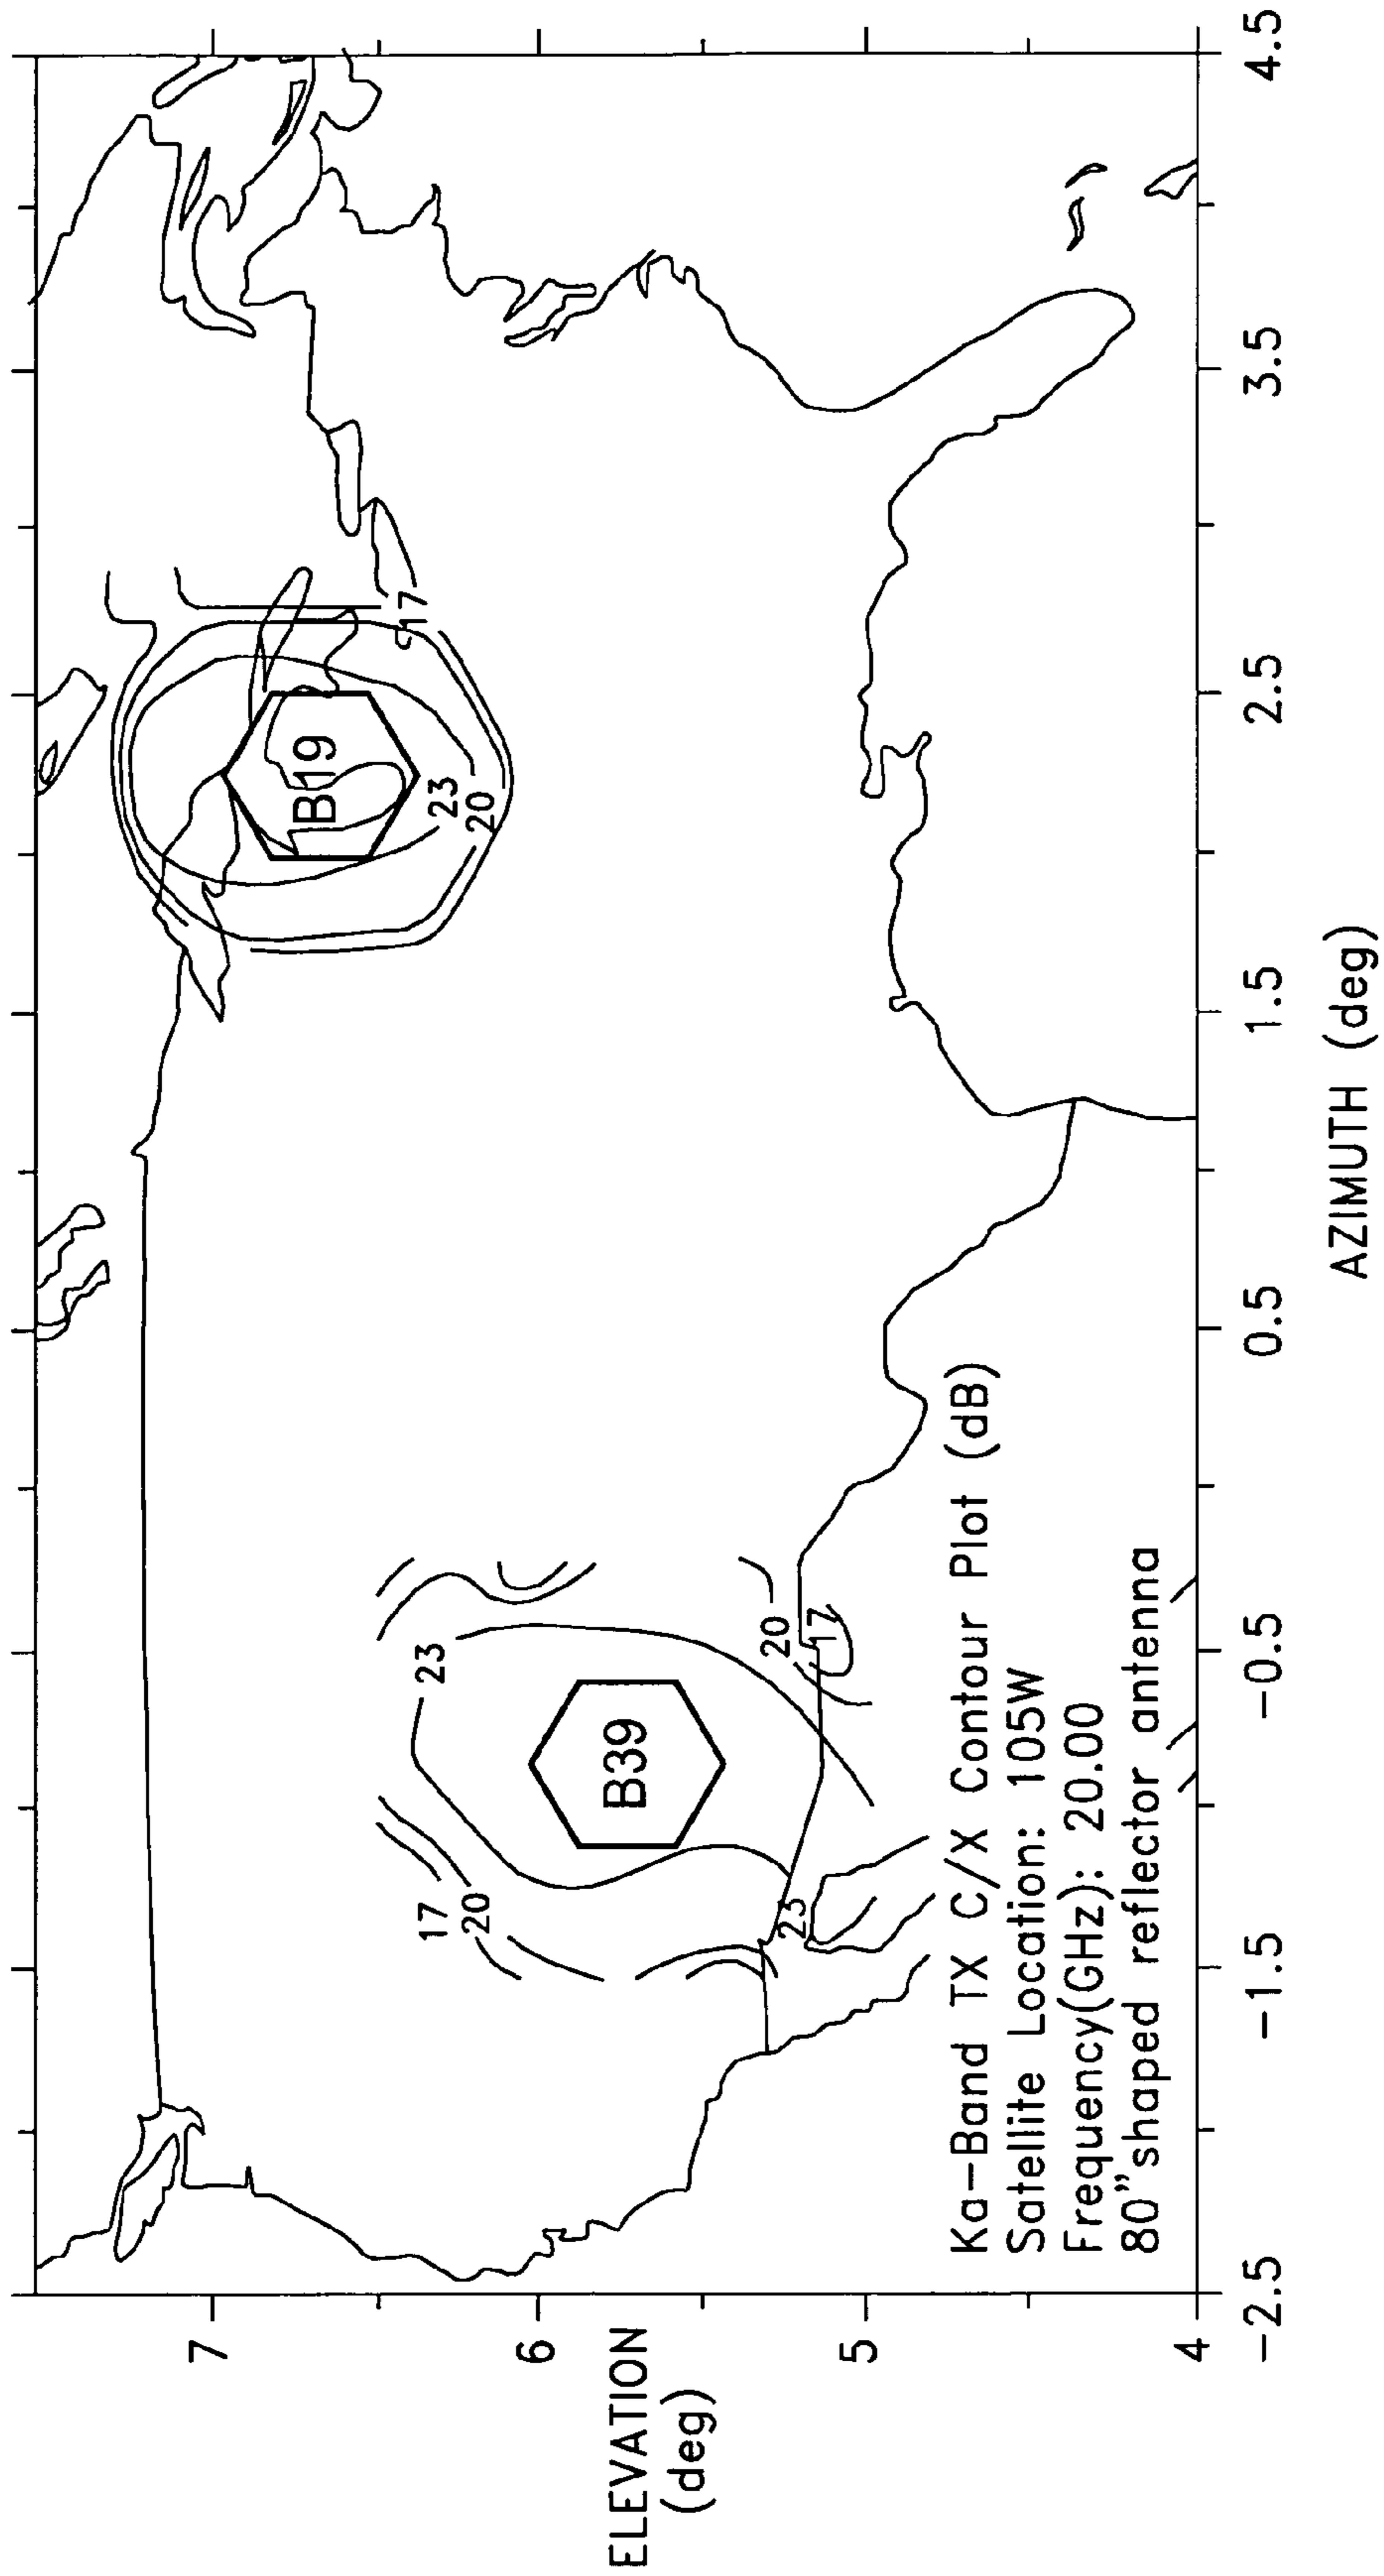 ELEVATION
(deg)
7
6
5
4
B19
17
23
20
B39
23
17
20
23
20
17
Ka-Band TX C/X Contour Plot (dB)
Satellite Location: 105W
Frequency(GHz): 20.00
80" shaped reflector antenna
-2.5 -1.5 -0.5 0.5 1.5 2.5 3.5 4.5
AZIMUTH (deg)